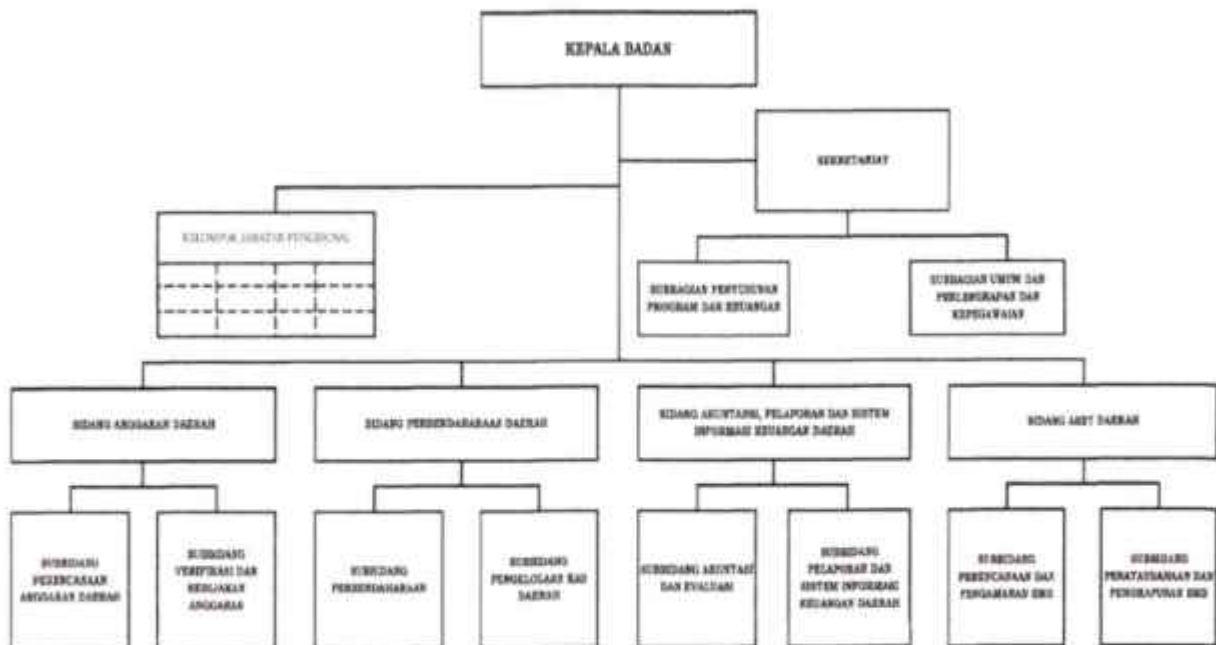 KEPALA BADAN
SEKRETARIAT
KELOMPOK JABATAN FUNGSIONAL
SUBBAGIAN PENYUSUNAN
PROGRAM DAN KEUANGAN
SUBBAGIAN UMUM DAN
PERLENGKAPAN DAN
KEPEGAWAIAN
BIDANG ANGGARAN DAERAH
BIDANG PERBENDAHARAAN DAERAH
BIDANG AKUNTANSI, PELAPORAN DAN SISTEM
INFORMASI KEUANGAN DAERAH
BIDANG ASET DAERAH
SUBBIDANG
PERENCANAAN
ANGGARAN DAERAH
SUBBIDANG
VERIFIKASI DAN
KEBIJAKAN
ANGGARAN
SUBBIDANG
PERBENDAHARAAN
SUBBIDANG
PENGELOLAAN KAS
DAERAH
SUBBIDANG AKUNTASI
DAN EVALUASI
SUBBIDANG
PELAPORAN DAN
SISTEM INFORMASI
KEUANGAN DAERAH
SUBBIDANG
PERENCANAAN DAN
PENGAMANAN BMD
SUBBIDANG
PENATAUSAHAAN DAN
PENGHAPUSAN BMD